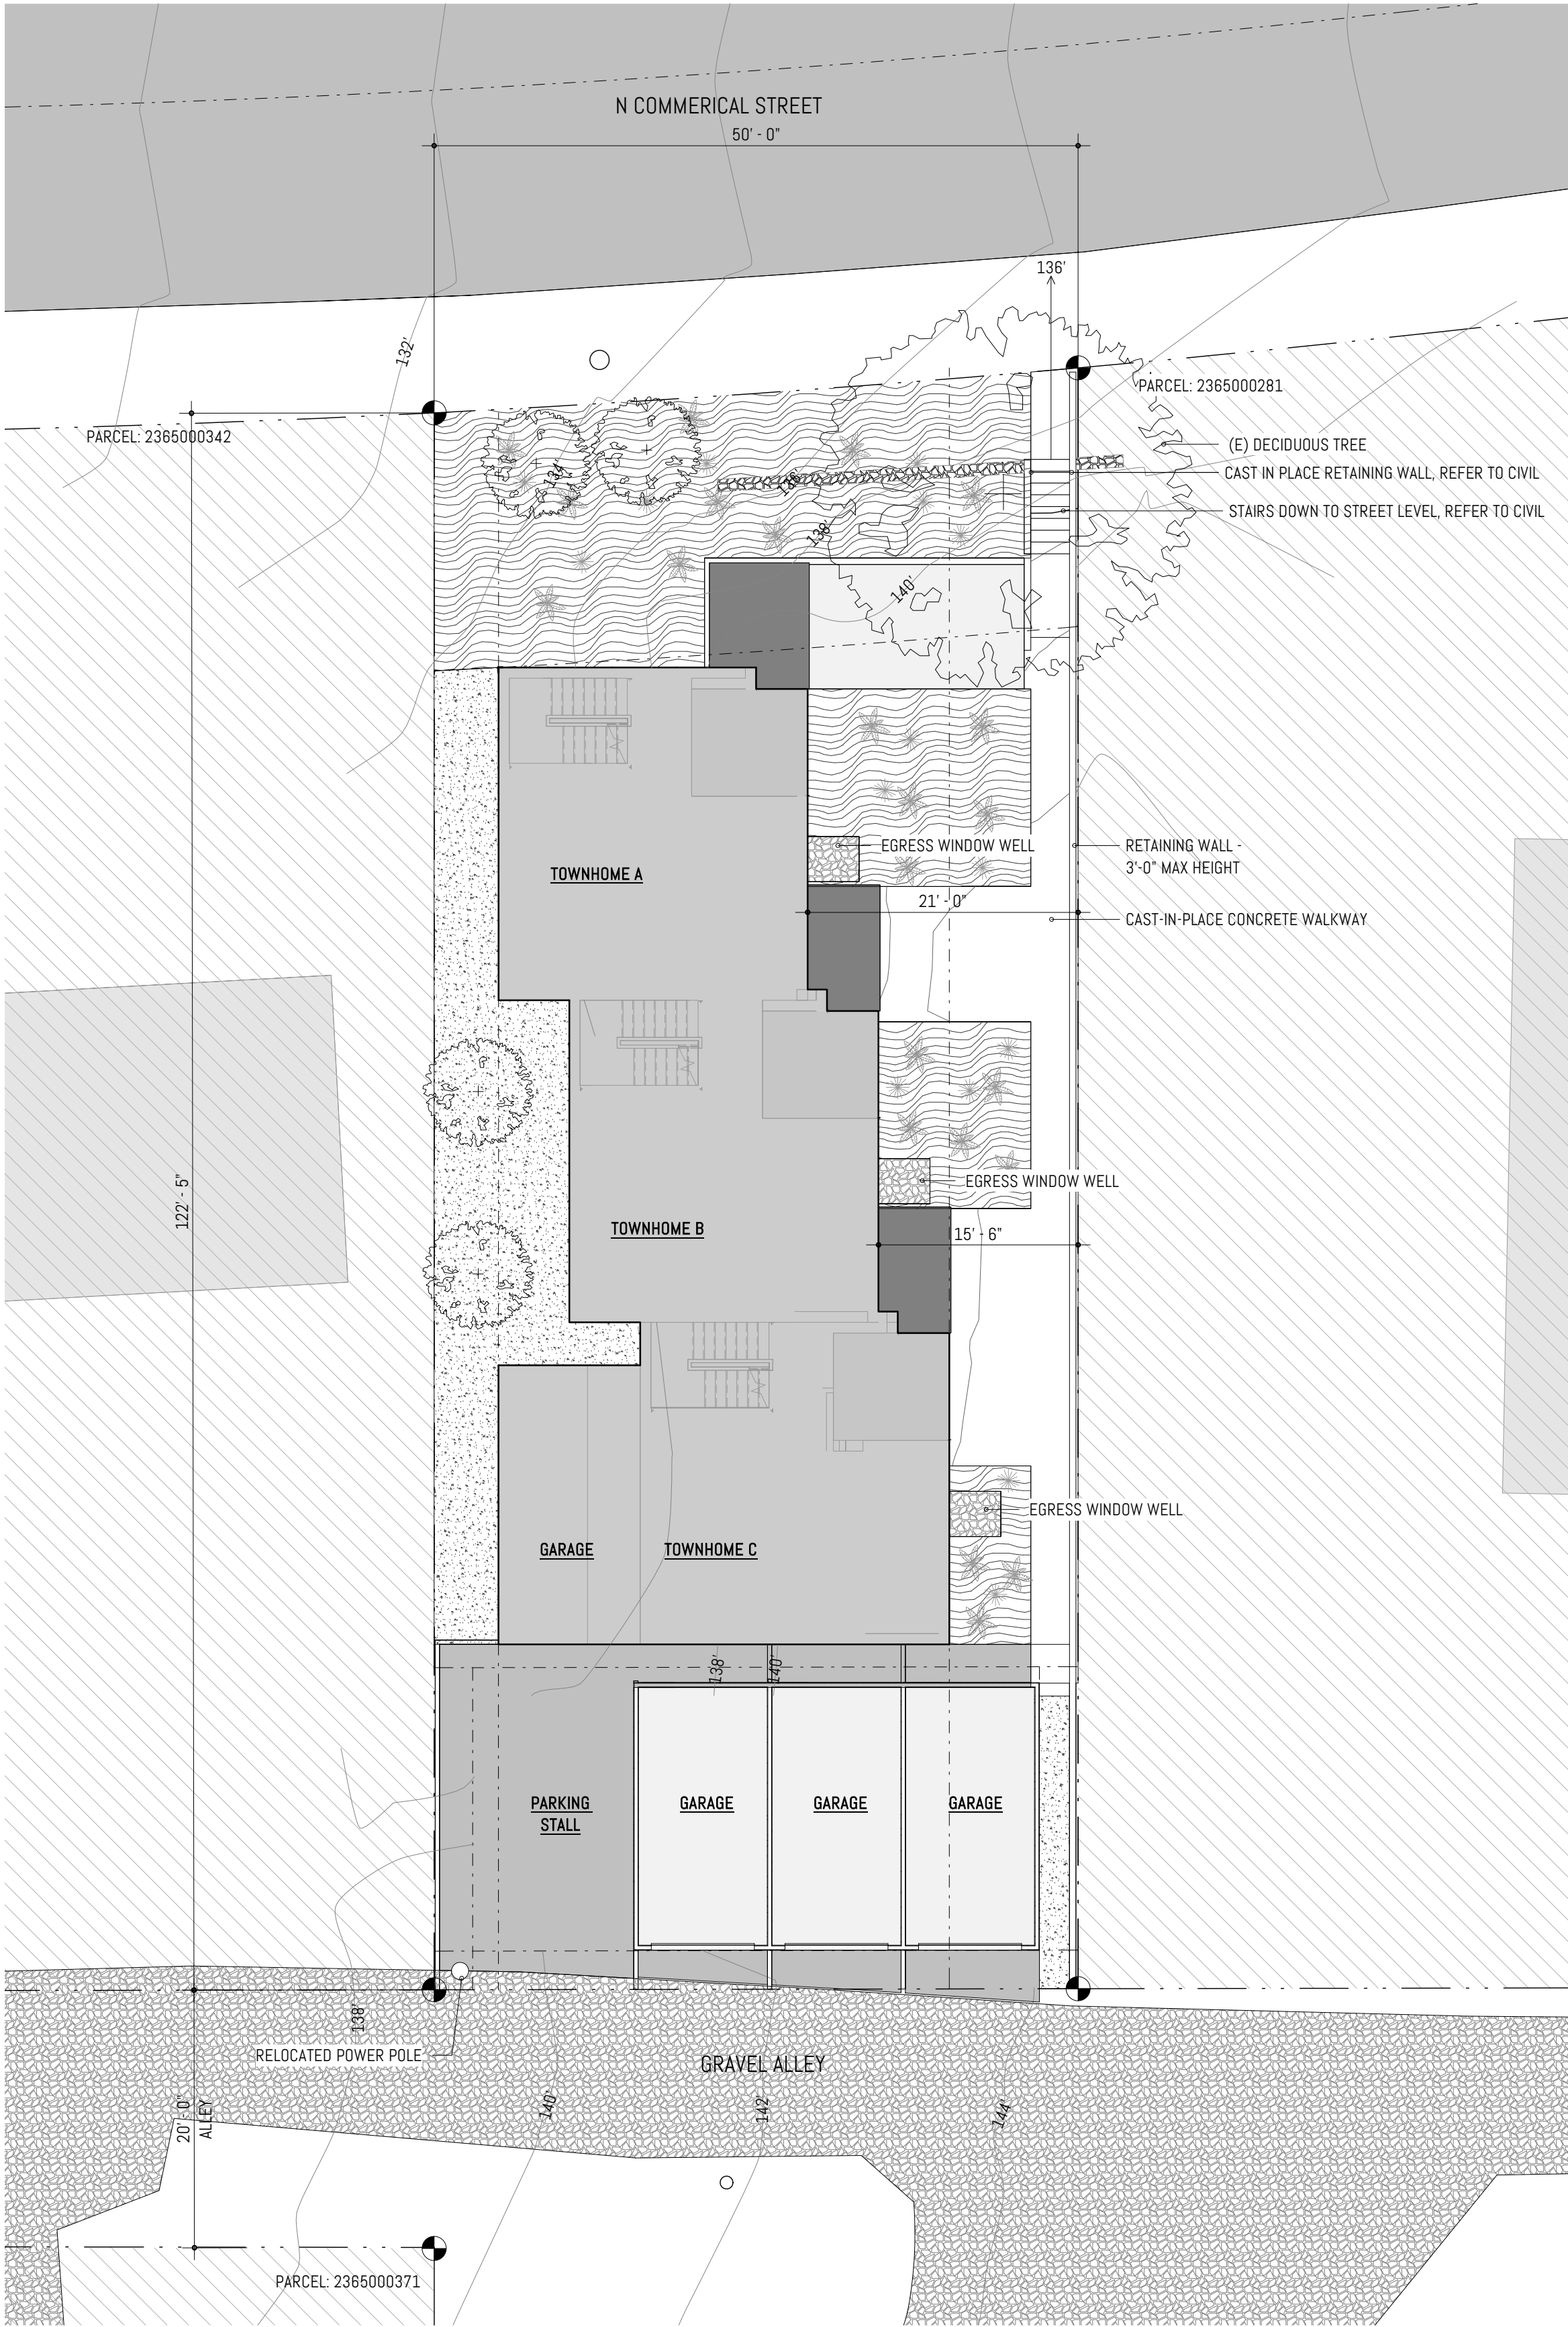 N COMMERICAL STREET
50' - 0"
136'
132'
PARCEL: 2365000281
PARCEL: 2365000342
(E) DECIDUOUS TREE
134'
CAST IN PLACE RETAINING WALL, REFER TO CIVIL
136'
STAIRS DOWN TO STREET LEVEL, REFER TO CIVIL
138'
140'
EGRESS WINDOW WELL
RETAINING WALL -
3'-0" MAX HEIGHT
TOWNHOME A
21' - 0"
CAST-IN-PLACE CONCRETE WALKWAY
EGRESS WINDOW WELL
122' - 5"
TOWNHOME B
15' - 6"
EGRESS WINDOW WELL
GARAGE
TOWNHOME C
138'
140'
PARKING
STALL
GARAGE
GARAGE
GARAGE
138'
RELOCATED POWER POLE
GRAVEL ALLEY
20' - 0"
ALLEY
140'
142'
144'
PARCEL: 2365000371